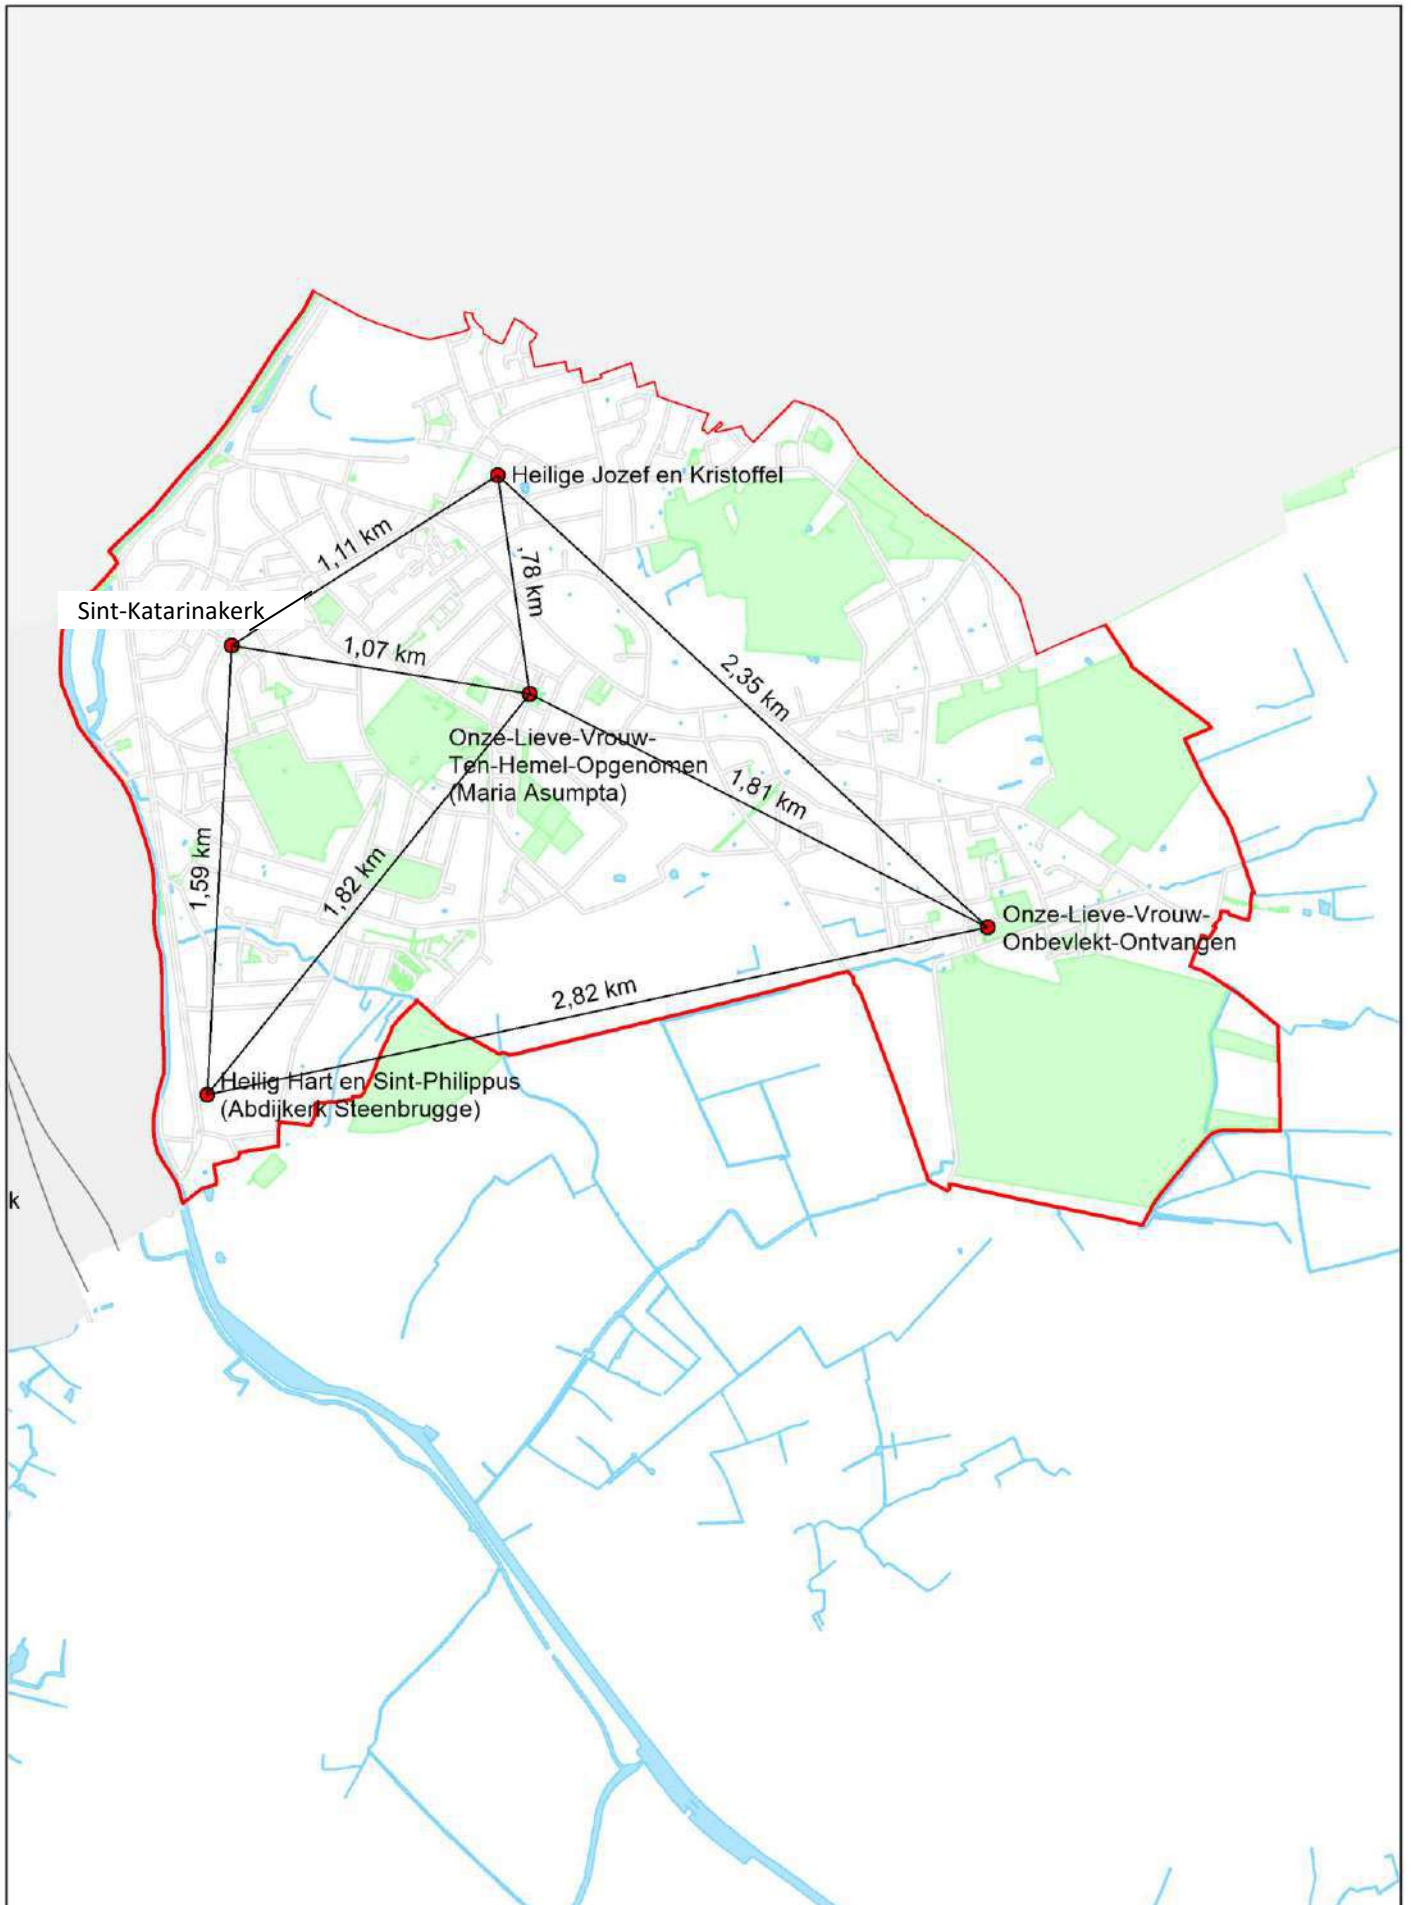 Heilige Jozef en Kristoffel
1,11 km
,78 km
Sint-Katarinakerk
1,07 km
2,35 km
Onze-Lieve-Vrouw-
Ten-Hemel-Opgenomen
(Maria Asumpta)
1,81 km
1,59 km
1,82 km
Onze-Lieve-Vrouw-
Onbevlekt-Ontvangen
2,82 km
Heilig Hart en Sint-Philippus
(Abdijkerk Steenbrugge)
k